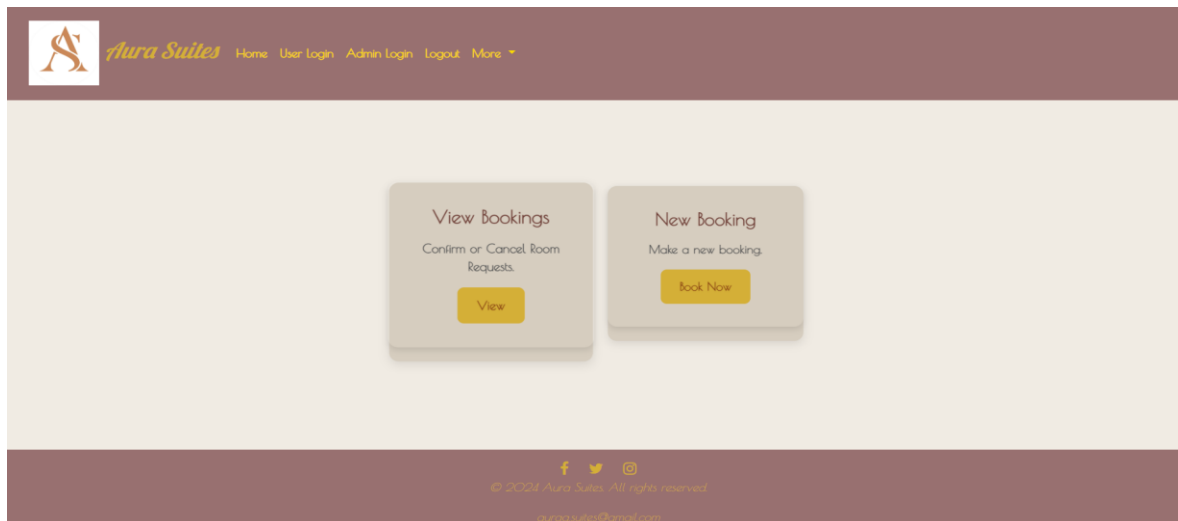 AS
Aura Suites Home User Login Admin Login Logout More
View Bookings
Confirm or Cancel Room
Requests.
View
New Booking
Make a new booking.
Book Now
© 2024 Aura Suites. All rights reserved.